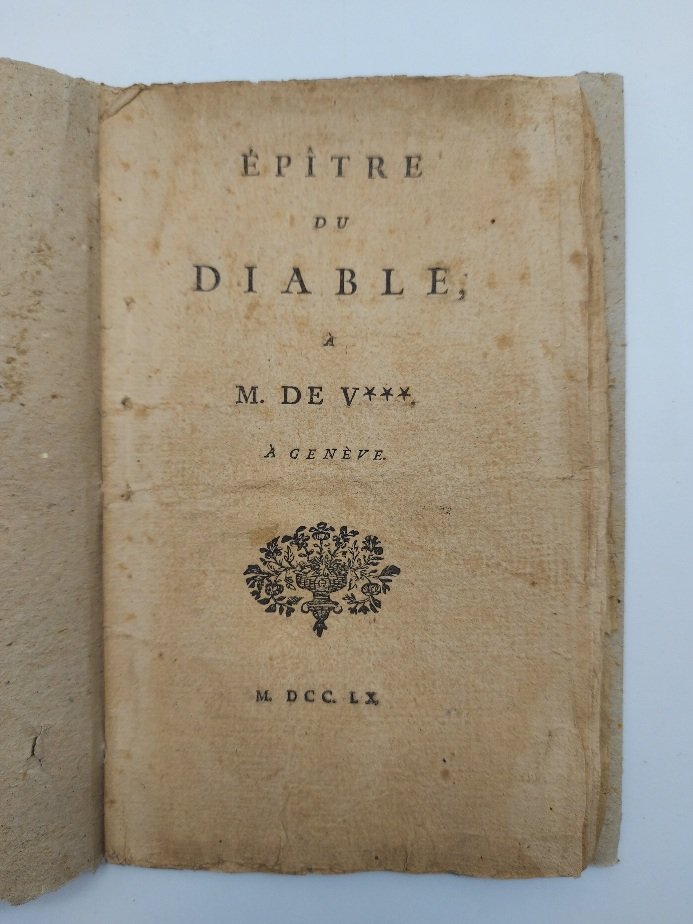 ÉPÎTRE
DU
DIABLE,
À
M. DE V***.
À GENÈVE.
M. DCC. LX.